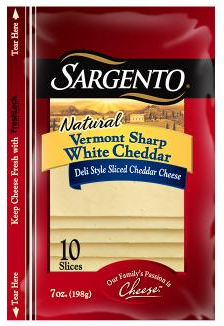 SARGENTO®
Natural
Vermont Sharp
White Cheddar
Deli Style Sliced Cheddar Cheese
10
Slices
7oz. (198g)
Our Family's Passion is
Cheese
Tear Here
Keep Cheese Fresh with
Tear Here